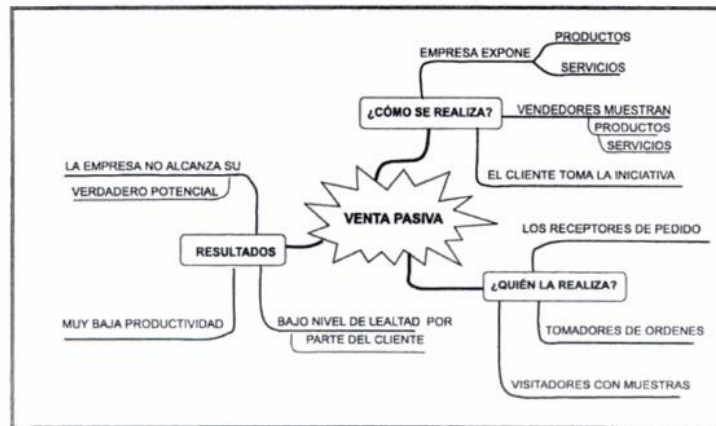 PRODUCTOS
EMPRESA EXPONE
SERVICIOS
¿CÓMO SE REALIZA?
VENDEDORES MUESTRAN
PRODUCTOS
SERVICIOS
EL CLIENTE TOMA LA INICIATIVA
LA EMPRESA NO ALCANZA SU
VERDADERO POTENCIAL
VENTA PASIVA
RESULTADOS
MUY BAJA PRODUCTIVIDAD
BAJO NIVEL DE LEALTAD POR
PARTE DEL CLIENTE
LOS RECEPTORES DE PEDIDO
¿QUIÉN LA REALIZA?
TOMADORES DE ORDENES
VISITADORES CON MUESTRAS